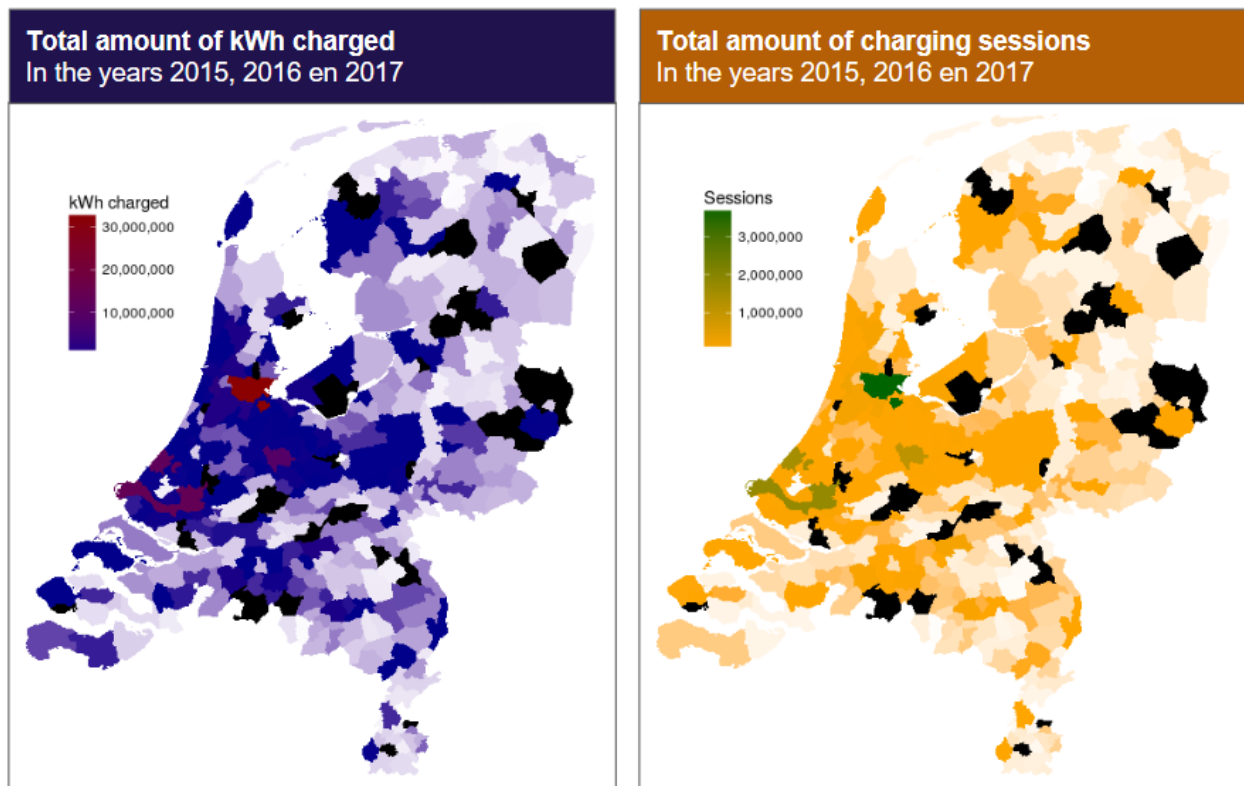 Total amount of kWh charged
In the years 2015, 2016 en 2017
kWh charged
30,000,000
20,000,000
10,000,000
Total amount of charging sessions
In the years 2015, 2016 en 2017
Sessions
3,000,000
2,000,000
1,000,000